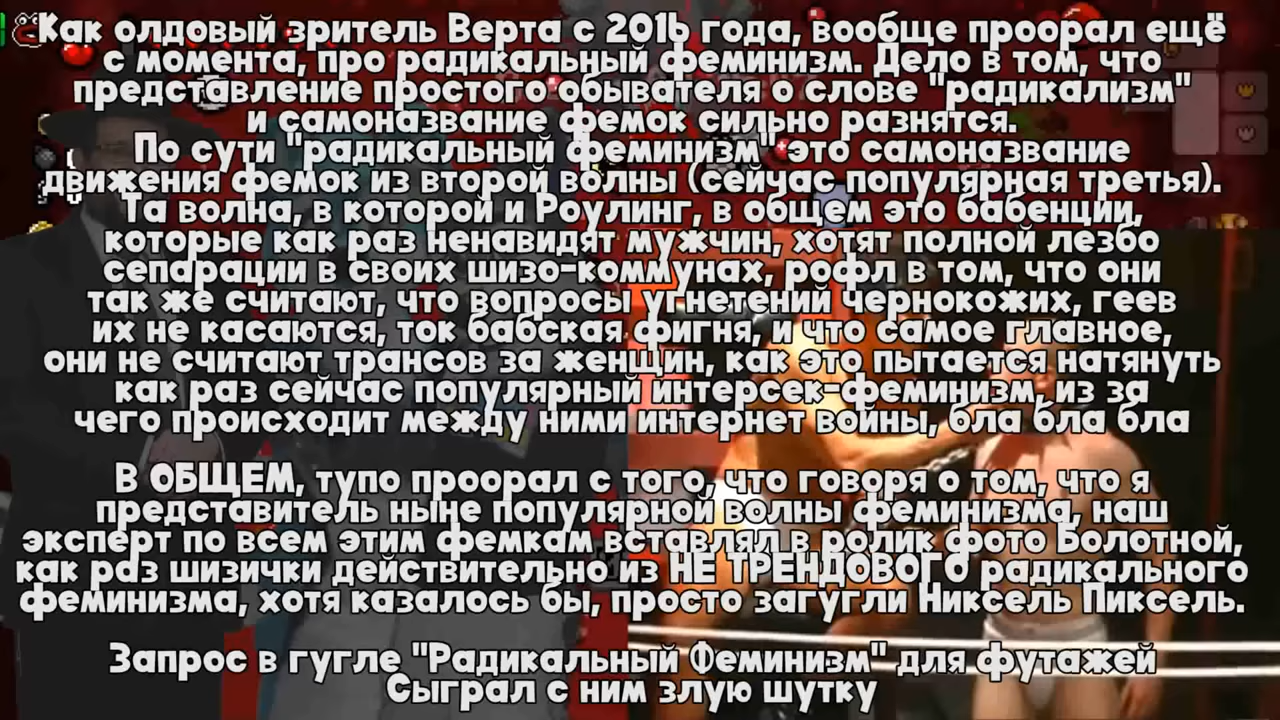 Как олдовый зритель Верта с 2016 года, вообще проорал ещё
с момента, про радикальный феминизм. Дело в том, что
представление простого обывателя о слове "радикализм"
и самоназвание фемок сильно разнятся.
По сути "радикальный феминизм" это самоназвание
движения фемок из второй волны (сейчас популярная третья).
Та волна, в которой и Роулинг, в общем это бабенции,
которые как раз ненавидят мужчин, хотят полной лезбо
сепарации в своих шизо-коммунах, рофл в том, что они
так же считают, что вопросы угнетений чернокожих, геев
их не касаются, ток бабская фигня, и что самое главное,
они не считают трансов за женщин, как это пытается натянуть
как раз сейчас популярный интерсек-феминизм, из за
чего происходит между ними интернет войны, бла бла бла
В ОБЩЕМ, тупо проорал с того, что говоря о том, что я
представитель ныне популярной волны феминизма, наш
эксперт по всем этим фемкам вставлял в ролик фото Болотной,
как раз шизички действительно из НЕ ТРЕНДОВОГО радикального
феминизма, хотя казалось бы, просто загугли Никсель Пиксель.
Запрос в гугле "Радикальный Феминизм" для футажей
Сыграл с ним злую шутку